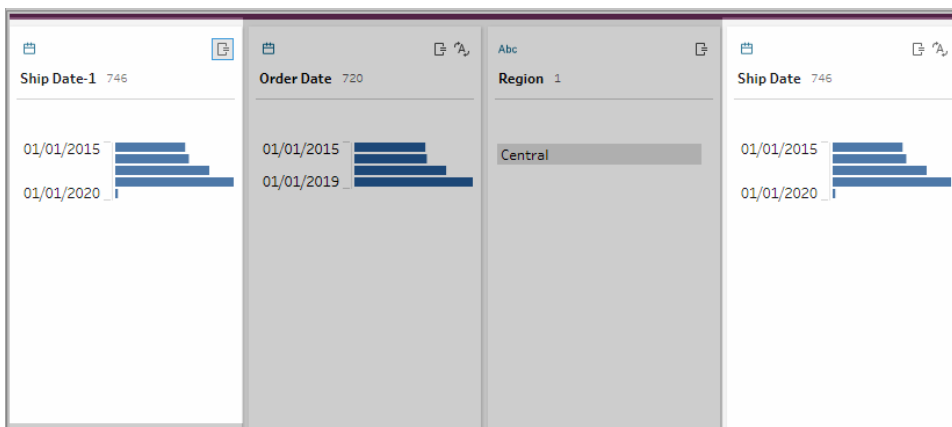 Ship Date-1 746
01/01/2015
01/01/2020
Order Date 720
01/01/2015
01/01/2019
Abc
Region 1
Central
Ship Date 746
01/01/2015
01/01/2020